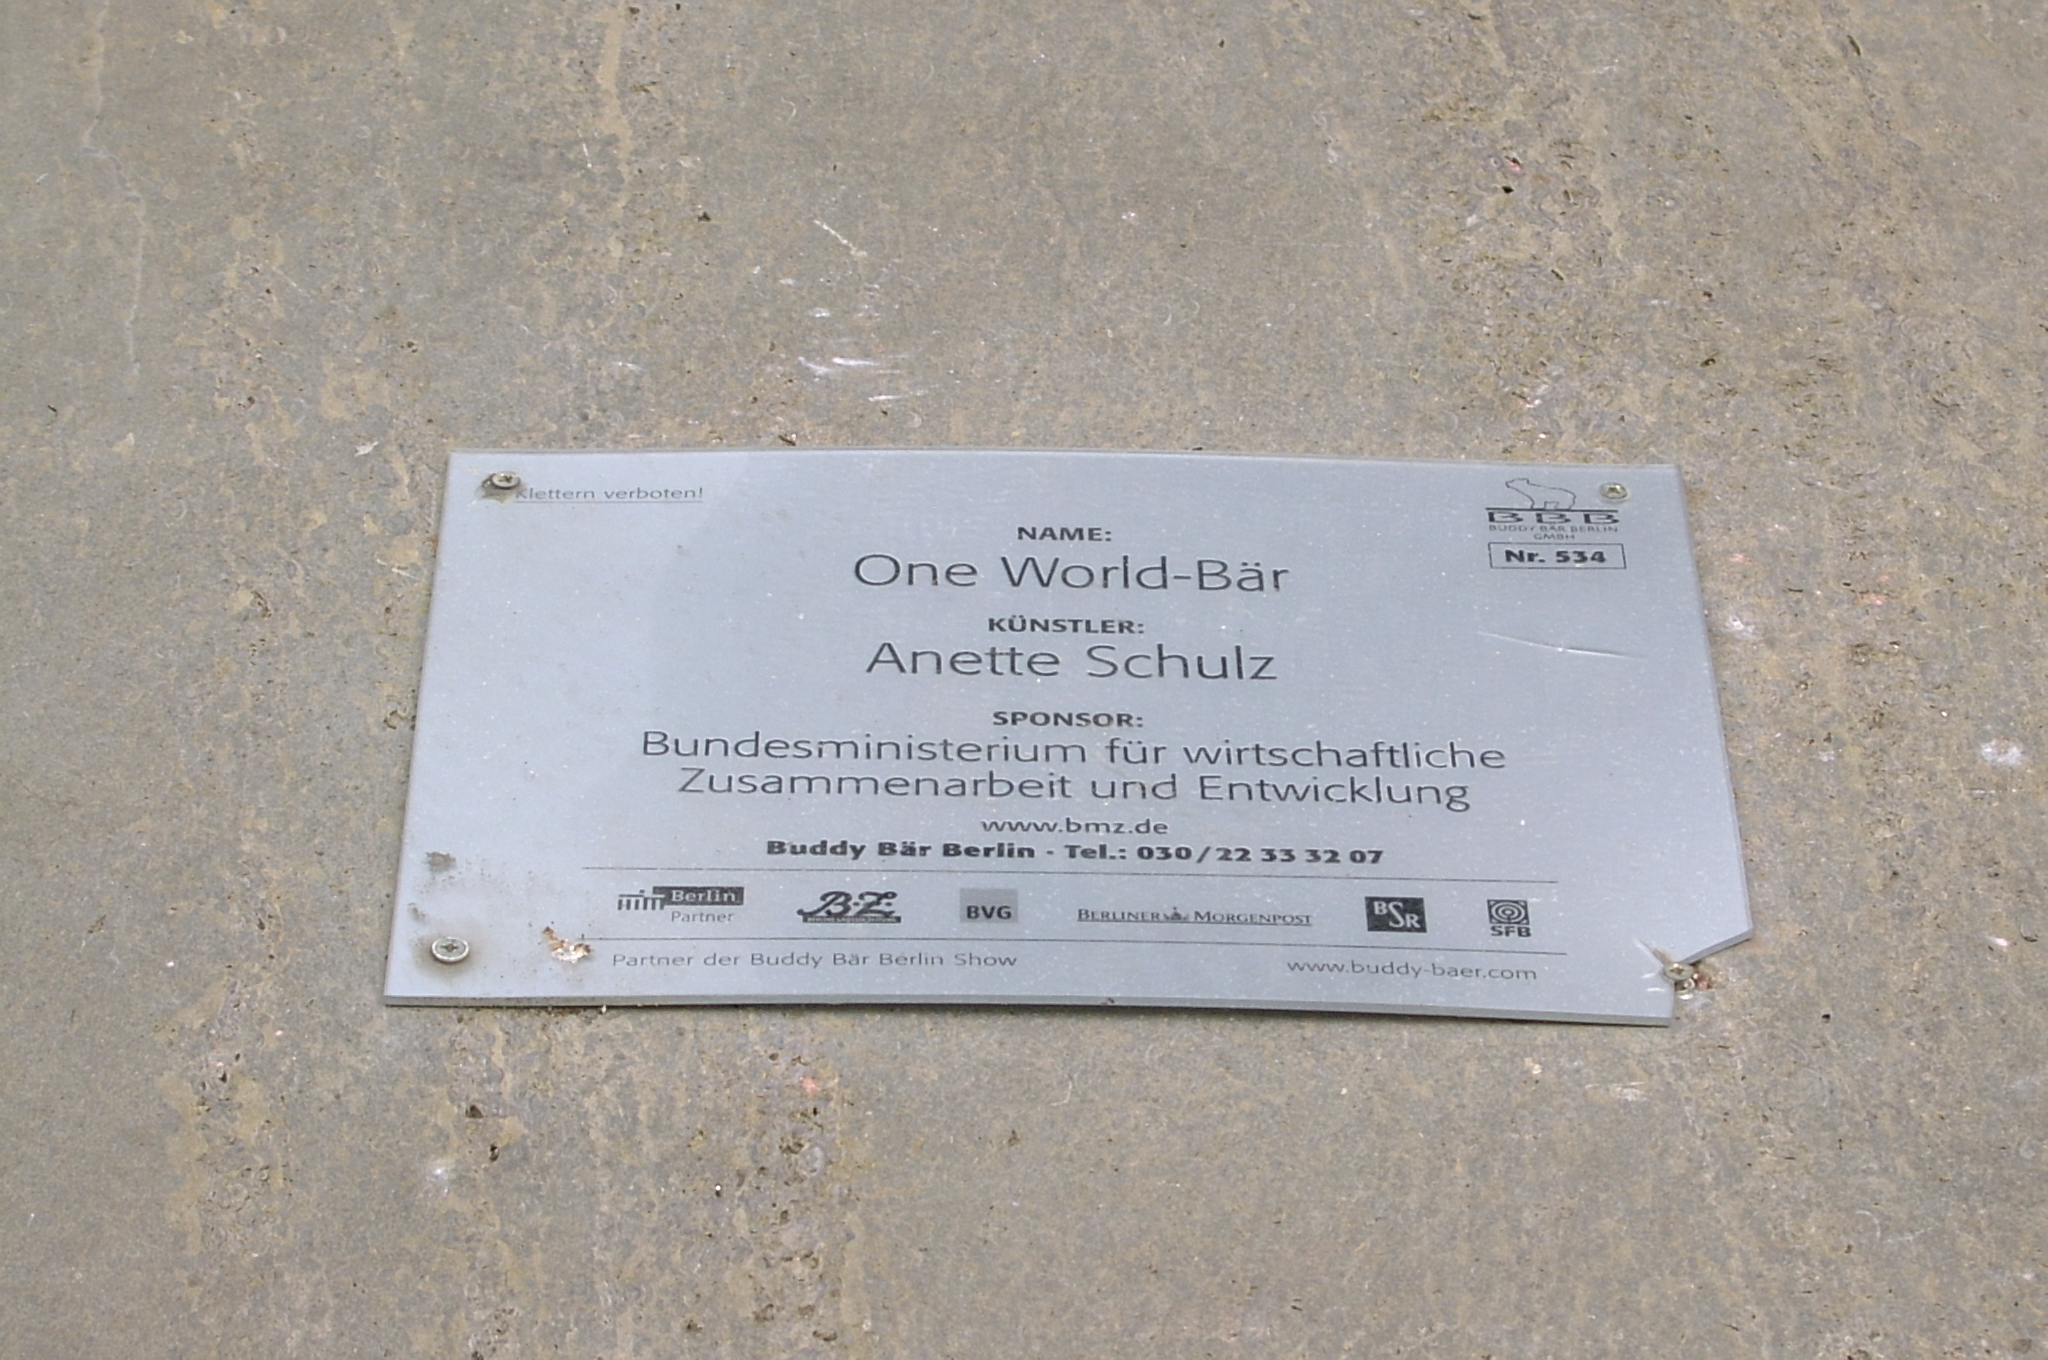 Klettern verboten!
BBB
BUDDY BÄR BERLIN
GMBH
Nr. 534
NAME:
One World-Bär
KÜNSTLER:
Anette Schulz
SPONSOR:
Bundesministerium für wirtschaftliche
Zusammenarbeit und Entwicklung
www.bmz.de
Buddy Bär Berlin · Tel.: 030/22 33 32 07
Berlin
Partner
B.Z.
BVG
BERLINER MORGENPOST
BSR
SFB
Partner der Buddy Bär Berlin Show
www.buddy-baer.com